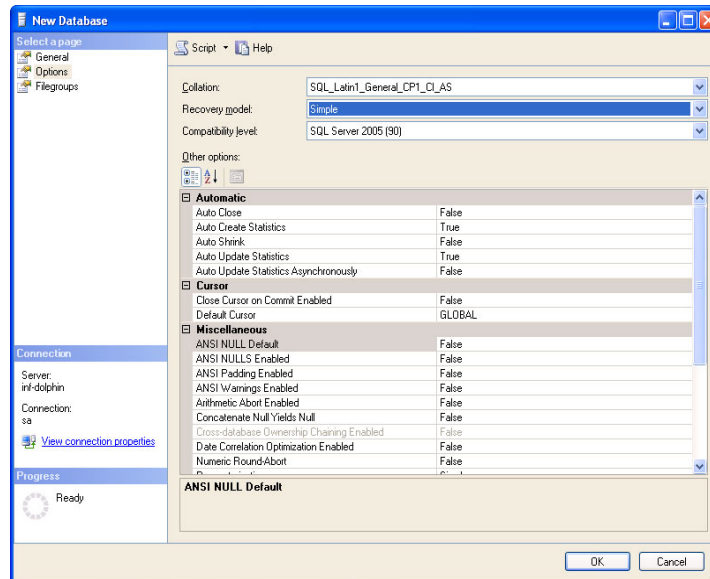 New Database
Select a page
General
Options
Filegroups
Script Help
Collation: SQL_Latin1_General_CP1_CI_AS
Recovery model: Simple
Compatibility level: SQL Server 2005 (90)
Other options:
Automatic
Auto Close False
Auto Create Statistics True
Auto Shrink False
Auto Update Statistics True
Auto Update Statistics Asynchronously False
Cursor
Close Cursor on Commit Enabled False
Default Cursor GLOBAL
Miscellaneous
ANSI NULL Default False
ANSI NULLS Enabled False
ANSI Padding Enabled False
ANSI Warnings Enabled False
Arithmetic Abort Enabled False
Concatenate Null Yields Null False
Cross-database Ownership Chaining Enabled False
Date Correlation Optimization Enabled False
Numeric Round-Abort False
ANSI NULL Default
Connection
Server:
inf-dolphin
Connection:
sa
View connection properties
Progress
Ready
OK Cancel